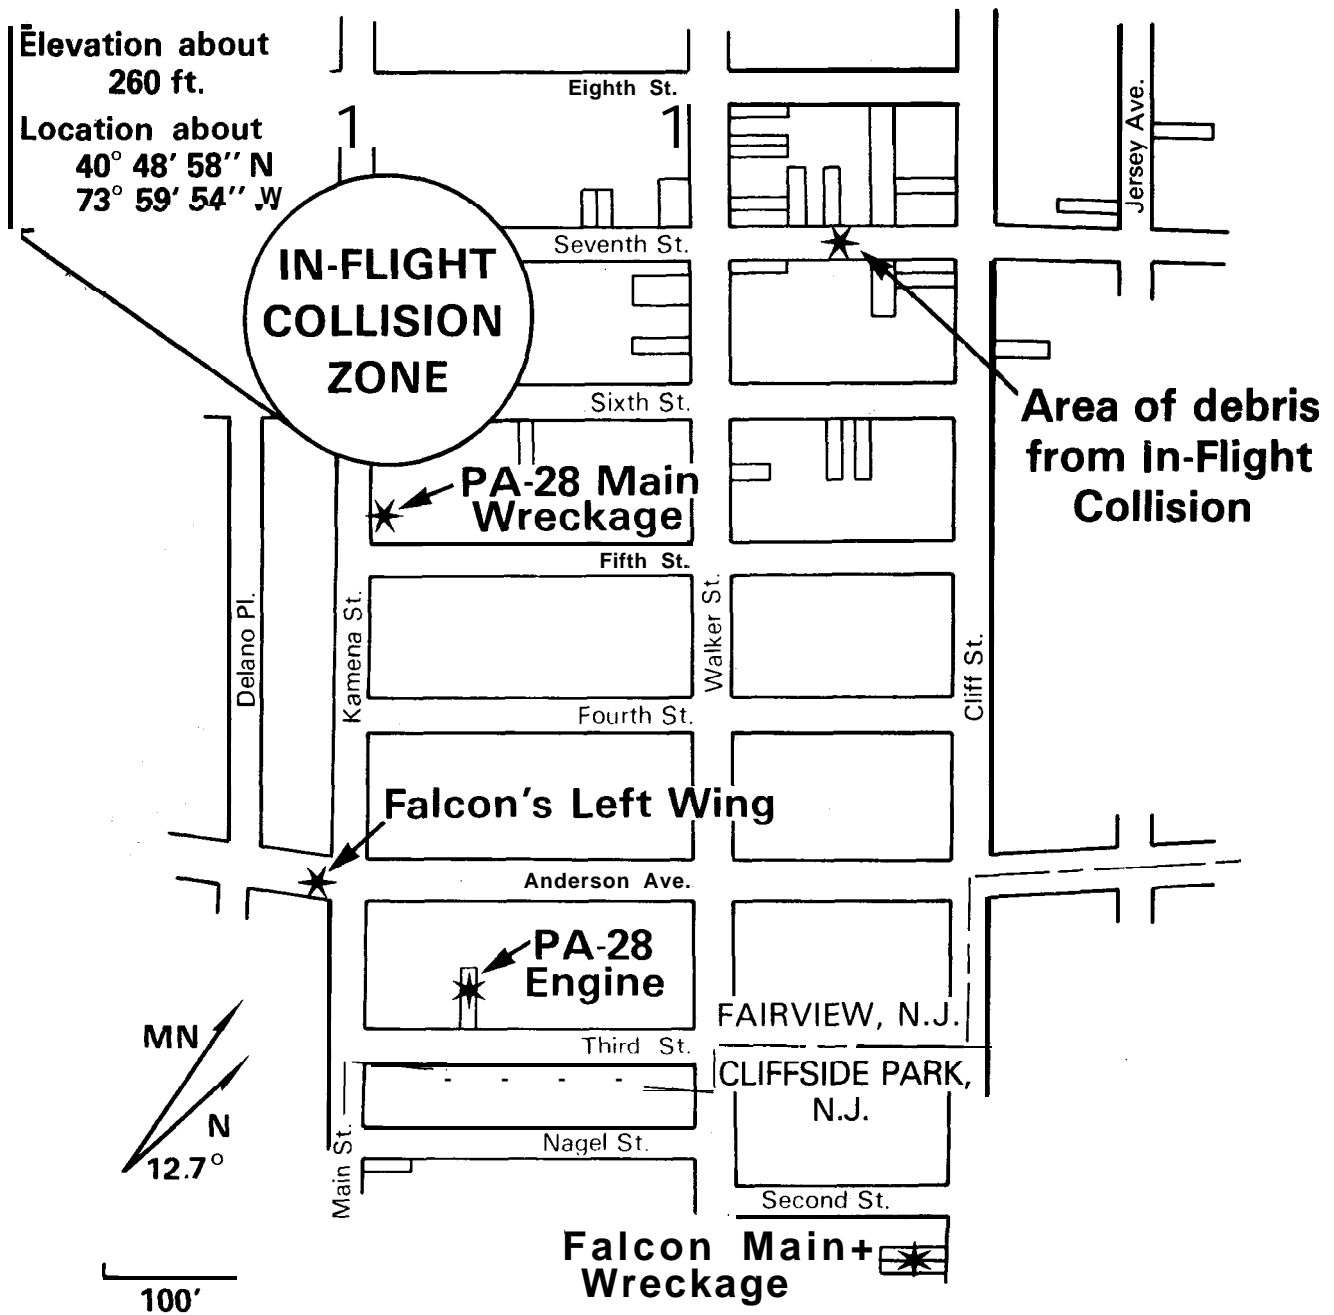 Elevation about
260 ft.
Location about
40° 48' 58'' N
73° 59' 54'' .W
Eighth St.
1
1
Jersey Ave.
IN-FLIGHT
COLLISION
ZONE
Seventh St.
Sixth St.
Area of debris
from In-Flight
Collision
PA-28 Main
Wreckage
Fifth St.
Delano Pl.
Kamena St.
Walker St.
Cliff St.
Fourth St.
Falcon's Left Wing
Anderson Ave.
PA-28
Engine
FAIRVIEW, N.J.
Third St.
CLIFFSIDE PARK,
N.J.
MN
N
12.7°
Nagel St.
Main St.
Second St.
Falcon Main+
Wreckage
100'